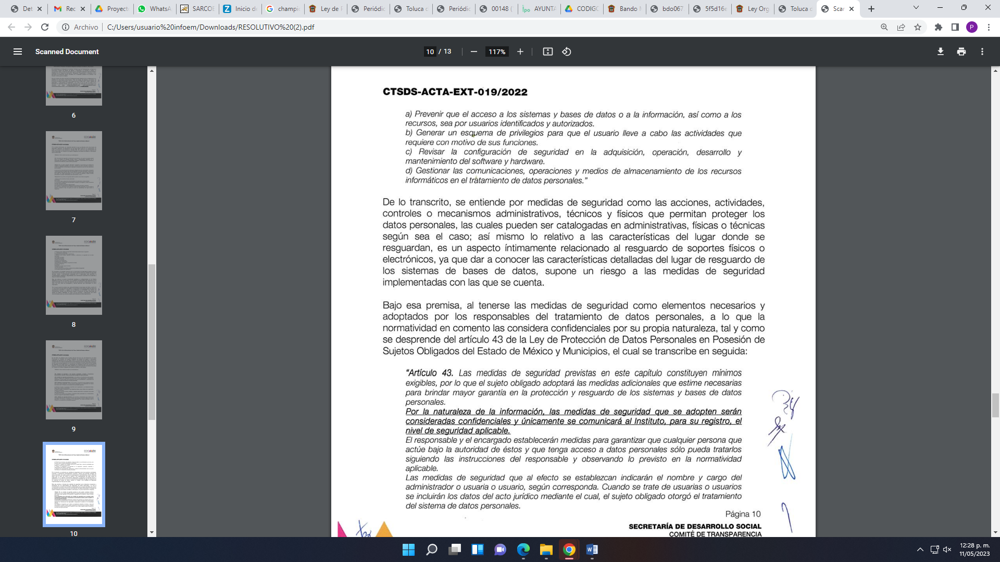 Det
Rec
Proyect
WhatsA
SARCOE
Inicio de
champic
Ley de F
Periódic
Toluca c
Periódic
00148 (
AYUNTA
CODIGO
Bando M
bdo067
5f5d16e
Ley Org
Toluca c
Scan
Archivo C:/Users/usuario%20infoem/Downloads/RESOLUTIVO%20(2).pdf
P
Scanned Document
10 / 13
117%
6
7
8
9
10
CTSDS-ACTA-EXT-019/2022
a) Prevenir que el acceso a los sistemas y bases de datos o a la información, así como a los
recursos, sea por usuarios identificados y autorizados.
b) Generar un esquema de privilegios para que el usuario lleve a cabo las actividades que
requiere con motivo de sus funciones.
c) Revisar la configuración de seguridad en la adquisición, operación, desarrollo y
mantenimiento del software y hardware.
d) Gestionar las comunicaciones, operaciones y medios de almacenamiento de los recursos
informáticos en el tratamiento de datos personales.”
De lo transcrito, se entiende por medidas de seguridad como las acciones, actividades,
controles o mecanismos administrativos, técnicos y físicos que permitan proteger los
datos personales, las cuales pueden ser catalogadas en administrativas, físicas o técnicas
según sea el caso; así mismo lo relativo a las características del lugar donde se
resguardan, es un aspecto íntimamente relacionado al resguardo de soportes físicos o
electrónicos, ya que dar a conocer las características detalladas del lugar de resguardo de
los sistemas de bases de datos, supone un riesgo a las medidas de seguridad
implementadas con las que se cuenta.
Bajo esa premisa, al tenerse las medidas de seguridad como elementos necesarios y
adoptados por los responsables del tratamiento de datos personales, a lo que la
normatividad en comento las considera confidenciales por su propia naturaleza, tal y como
se desprende del artículo 43 de la Ley de Protección de Datos Personales en Posesión de
Sujetos Obligados del Estado de México y Municipios, el cual se transcribe en seguida:
“Artículo 43. Las medidas de seguridad previstas en este capítulo constituyen mínimos
exigibles, por lo que el sujeto obligado adoptará las medidas adicionales que estime necesarias
para brindar mayor garantía en la protección y resguardo de los sistemas y bases de datos
personales.
Por la naturaleza de la información, las medidas de seguridad que se adopten serán
consideradas confidenciales y únicamente se comunicará al Instituto, para su registro, el
nivel de seguridad aplicable.
El responsable y el encargado establecerán medidas para garantizar que cualquier persona que
actúe bajo la autoridad de éstos y que tenga acceso a datos personales sólo pueda tratarlos
siguiendo las instrucciones del responsable y observando lo previsto en la normatividad
aplicable.
Las medidas de seguridad que al efecto se establezcan indicarán el nombre y cargo del
administrador o usuaria o usuario, según corresponda. Cuando se trate de usuarias o usuarios
se incluirán los datos del acto jurídico mediante el cual, el sujeto obligado otorgó el tratamiento
del sistema de datos personales.
Página 10
SECRETARÍA DE DESARROLLO SOCIAL
COMITÉ DE TRANSPARENCIA
12:28 p. m.
11/05/2023